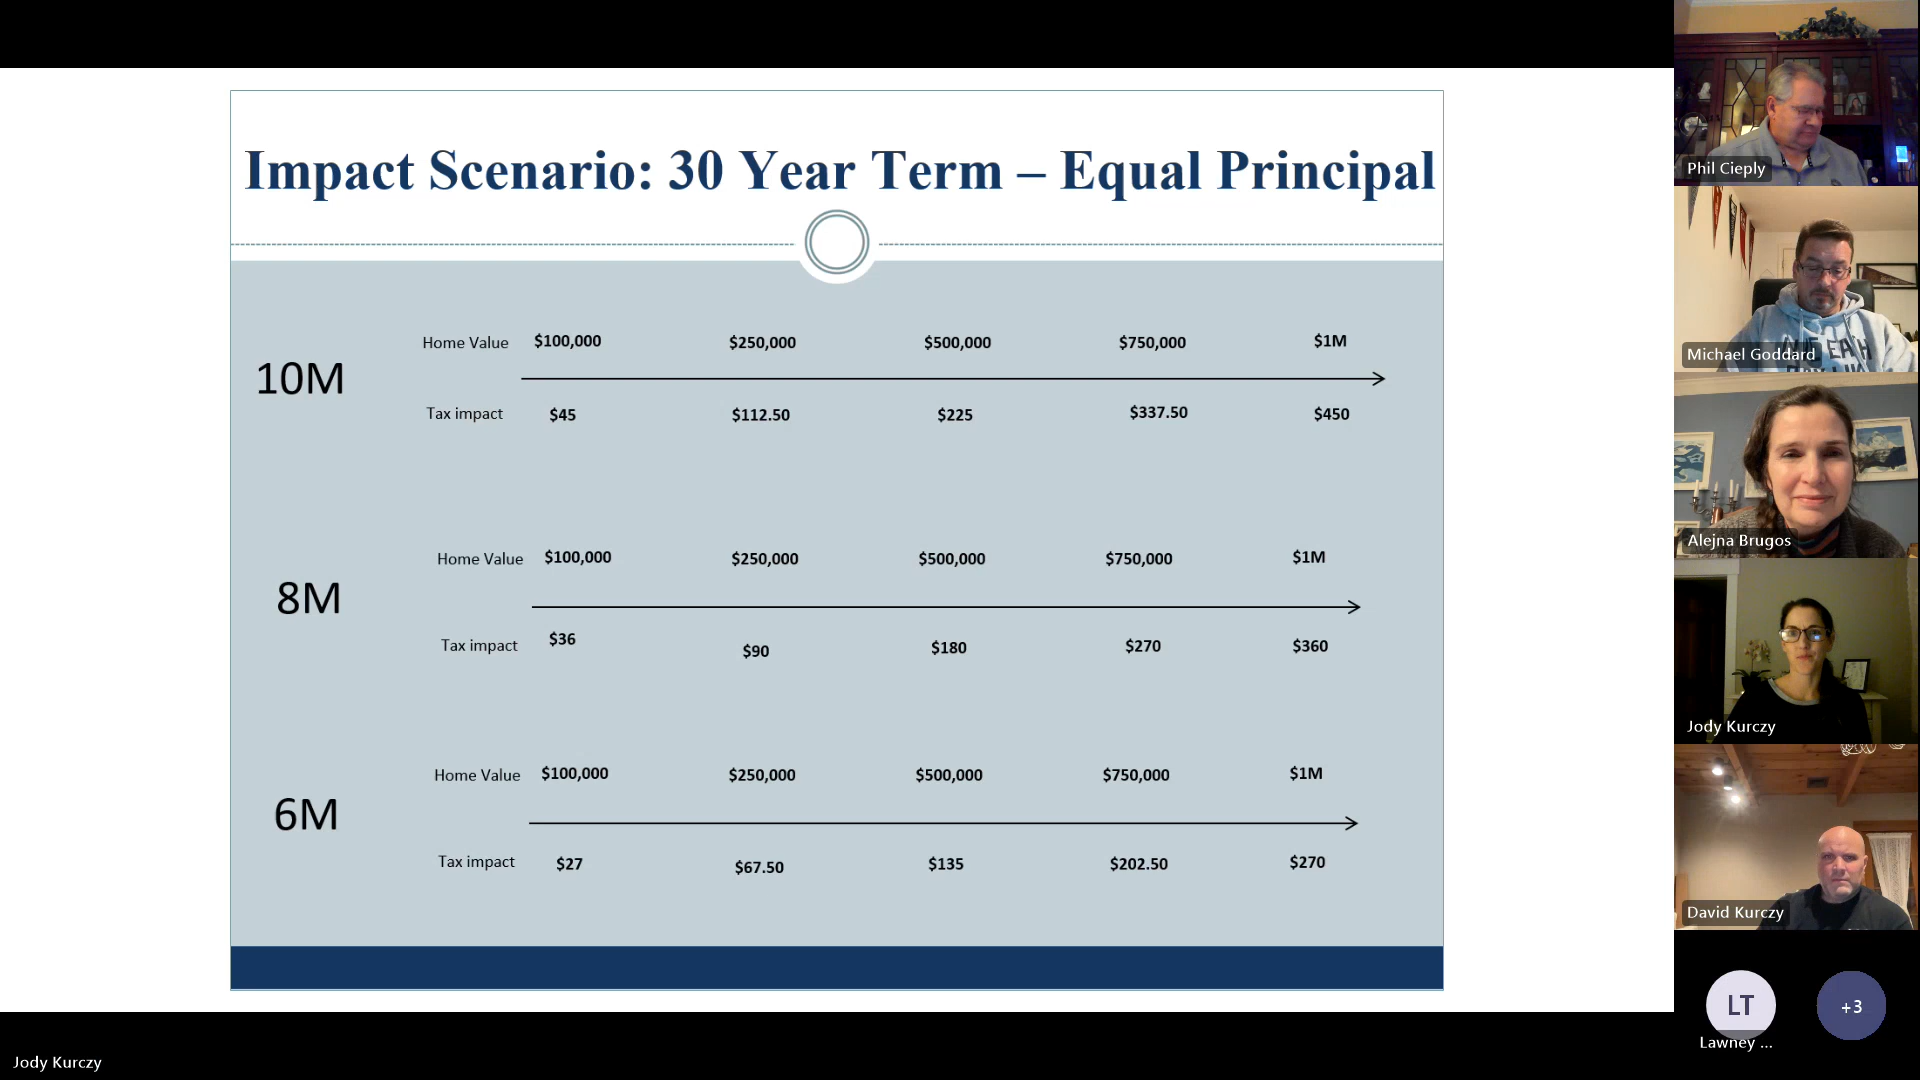 Impact Scenario: 30 Year Term – Equal Principal
10M
Home Value $100,000 $250,000 $500,000 $750,000 $1M
Tax impact $45 $112.50 $225 $337.50 $450
8M
Home Value $100,000 $250,000 $500,000 $750,000 $1M
Tax impact $36 $90 $180 $270 $360
6M
Home Value $100,000 $250,000 $500,000 $750,000 $1M
Tax impact $27 $67.50 $135 $202.50 $270
Phil Cieply
Michael Goddard
Alejna Brugos
Jody Kurczy
David Kurczy
LT
+3
Lawney ...
Jody Kurczy